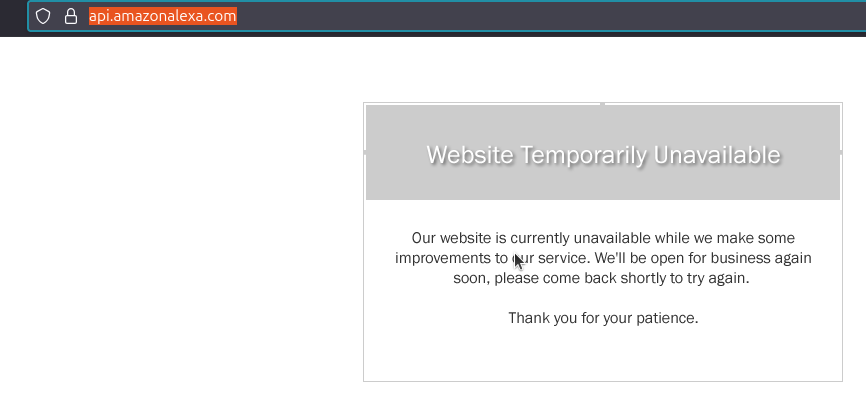 api.amazonalexa.com
Website Temporarily Unavailable
Our website is currently unavailable while we make some
improvements to our service. We'll be open for business again
soon, please come back shortly to try again.
Thank you for your patience.